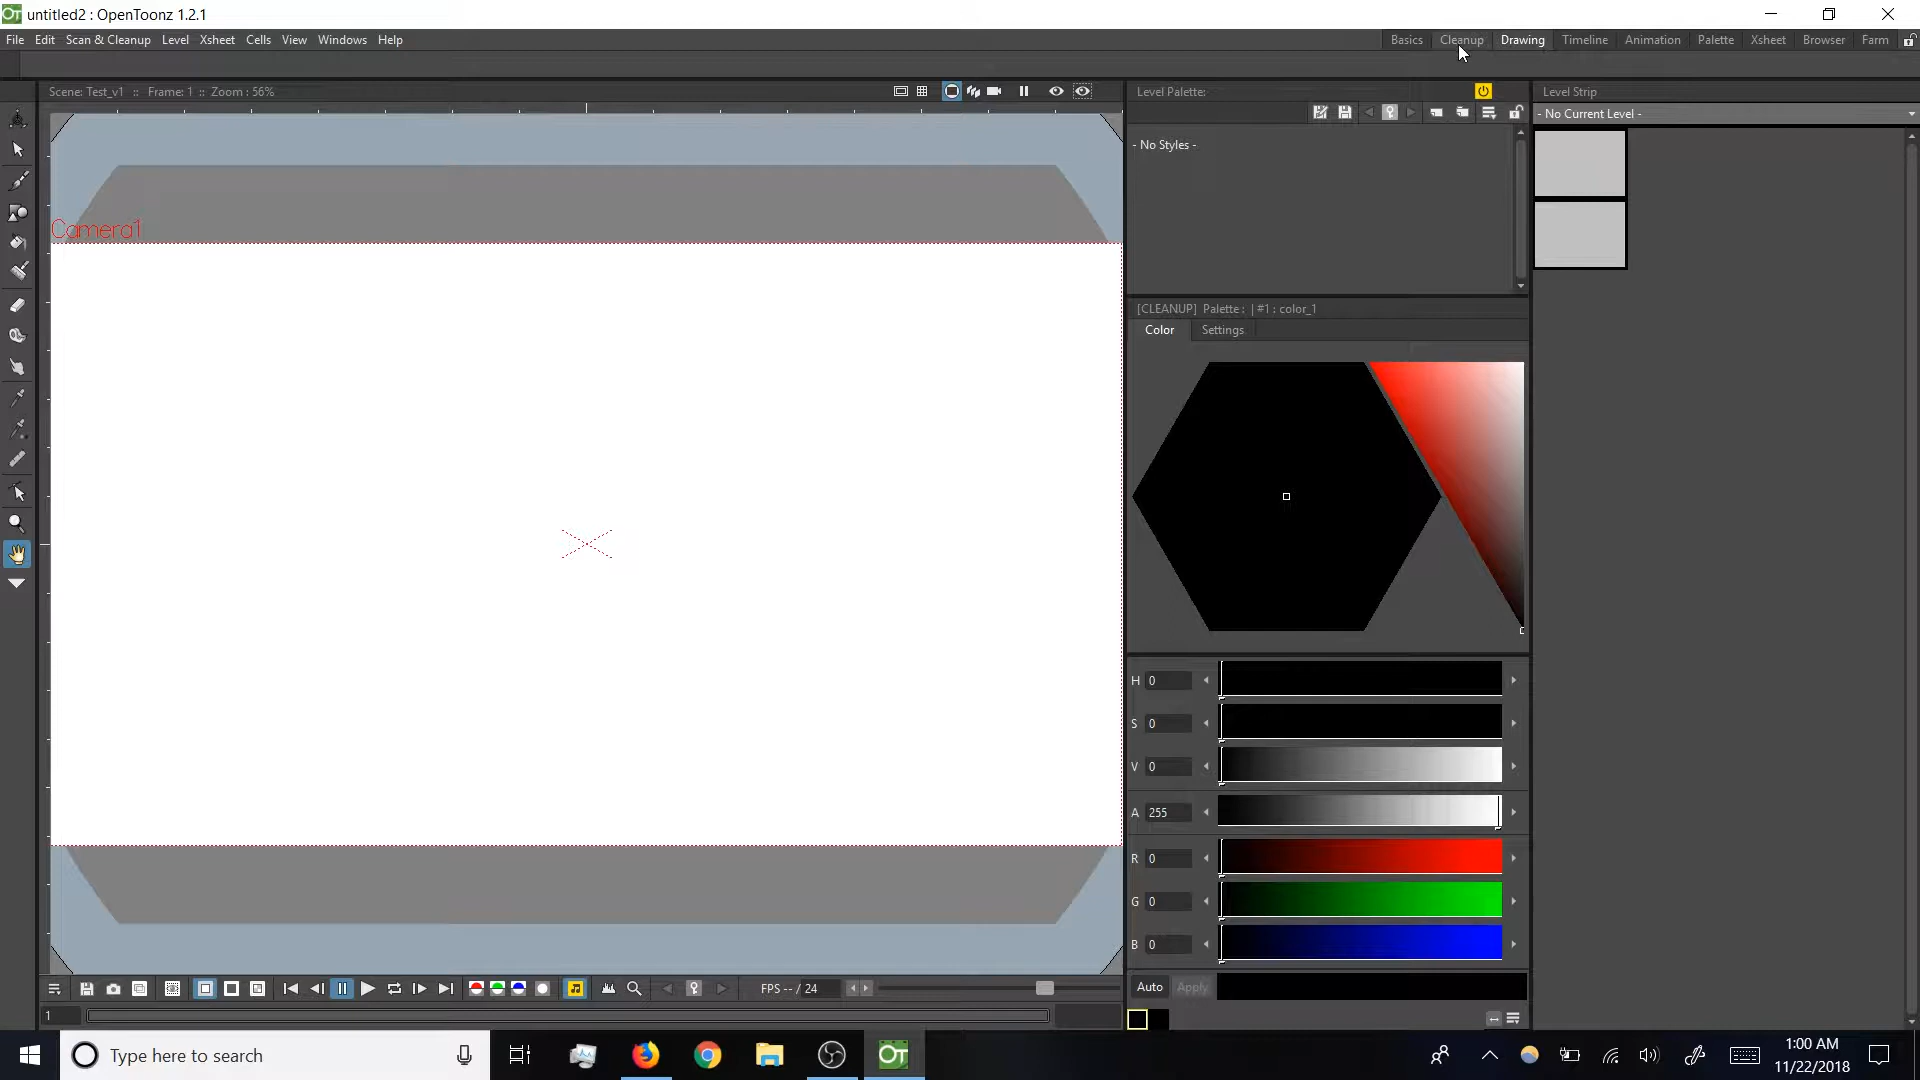 untitled2 : OpenToonz 1.2.1
File Edit Scan & Cleanup Level Xsheet Cells View Windows Help
Basics Cleanup Drawing Timeline Animation Palette Xsheet Browser Farm
Scene: Test_v1 :: Frame: 1 :: Zoom : 56%
Level Palette:
Level Strip
- No Current Level -
- No Styles -
Camera1
[CLEANUP] Palette : | #1 : color_1
Color Settings
H 0
S 0
V 0
A 255
R 0
G 0
B 0
Auto Apply
FPS -- / 24
1
OT Type here to search
1:00 AM
11/22/2018